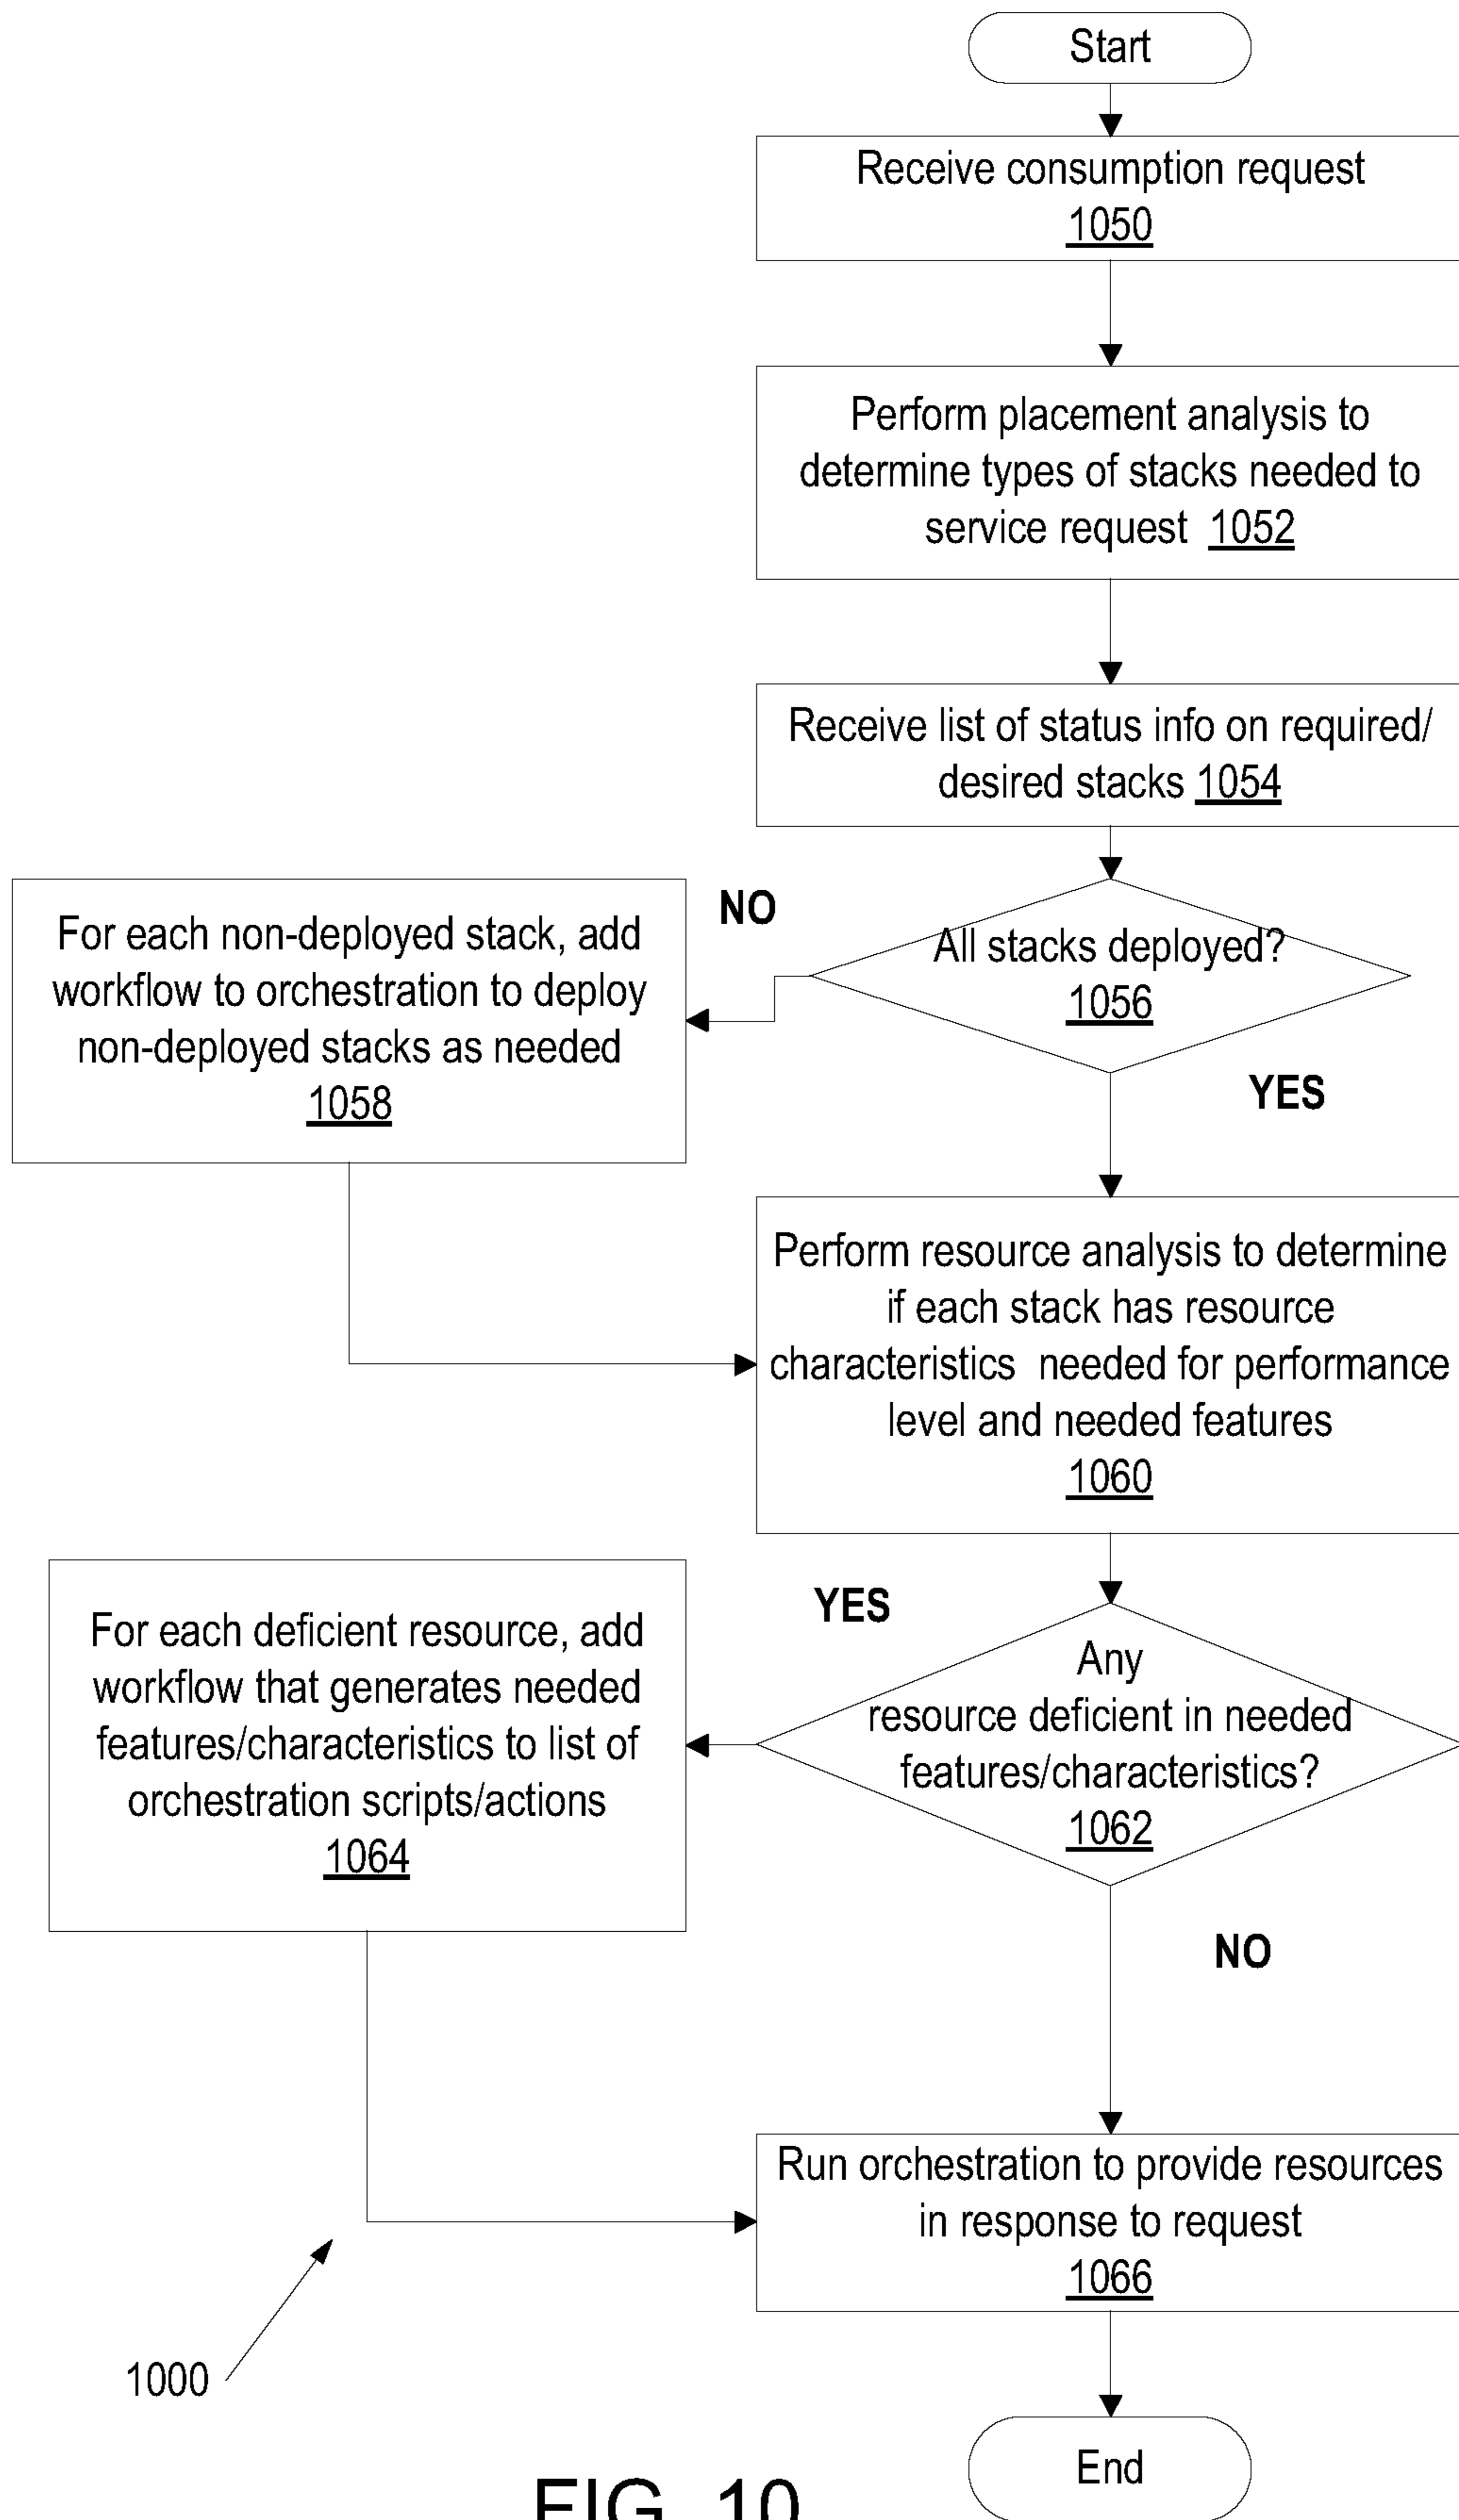 Start
Receive consumption request
1050
Perform placement analysis to
determine types of stacks needed to
service request 1052
Receive list of status info on required/
desired stacks 1054
All stacks deployed?
1056
NO
YES
For each non-deployed stack, add
workflow to orchestration to deploy
non-deployed stacks as needed
1058
Perform resource analysis to determine
if each stack has resource
characteristics needed for performance
level and needed features
1060
Any
resource deficient in needed
features/characteristics?
1062
YES
NO
For each deficient resource, add
workflow that generates needed
features/characteristics to list of
orchestration scripts/actions
1064
Run orchestration to provide resources
in response to request
1066
1000
End
FIG. 10